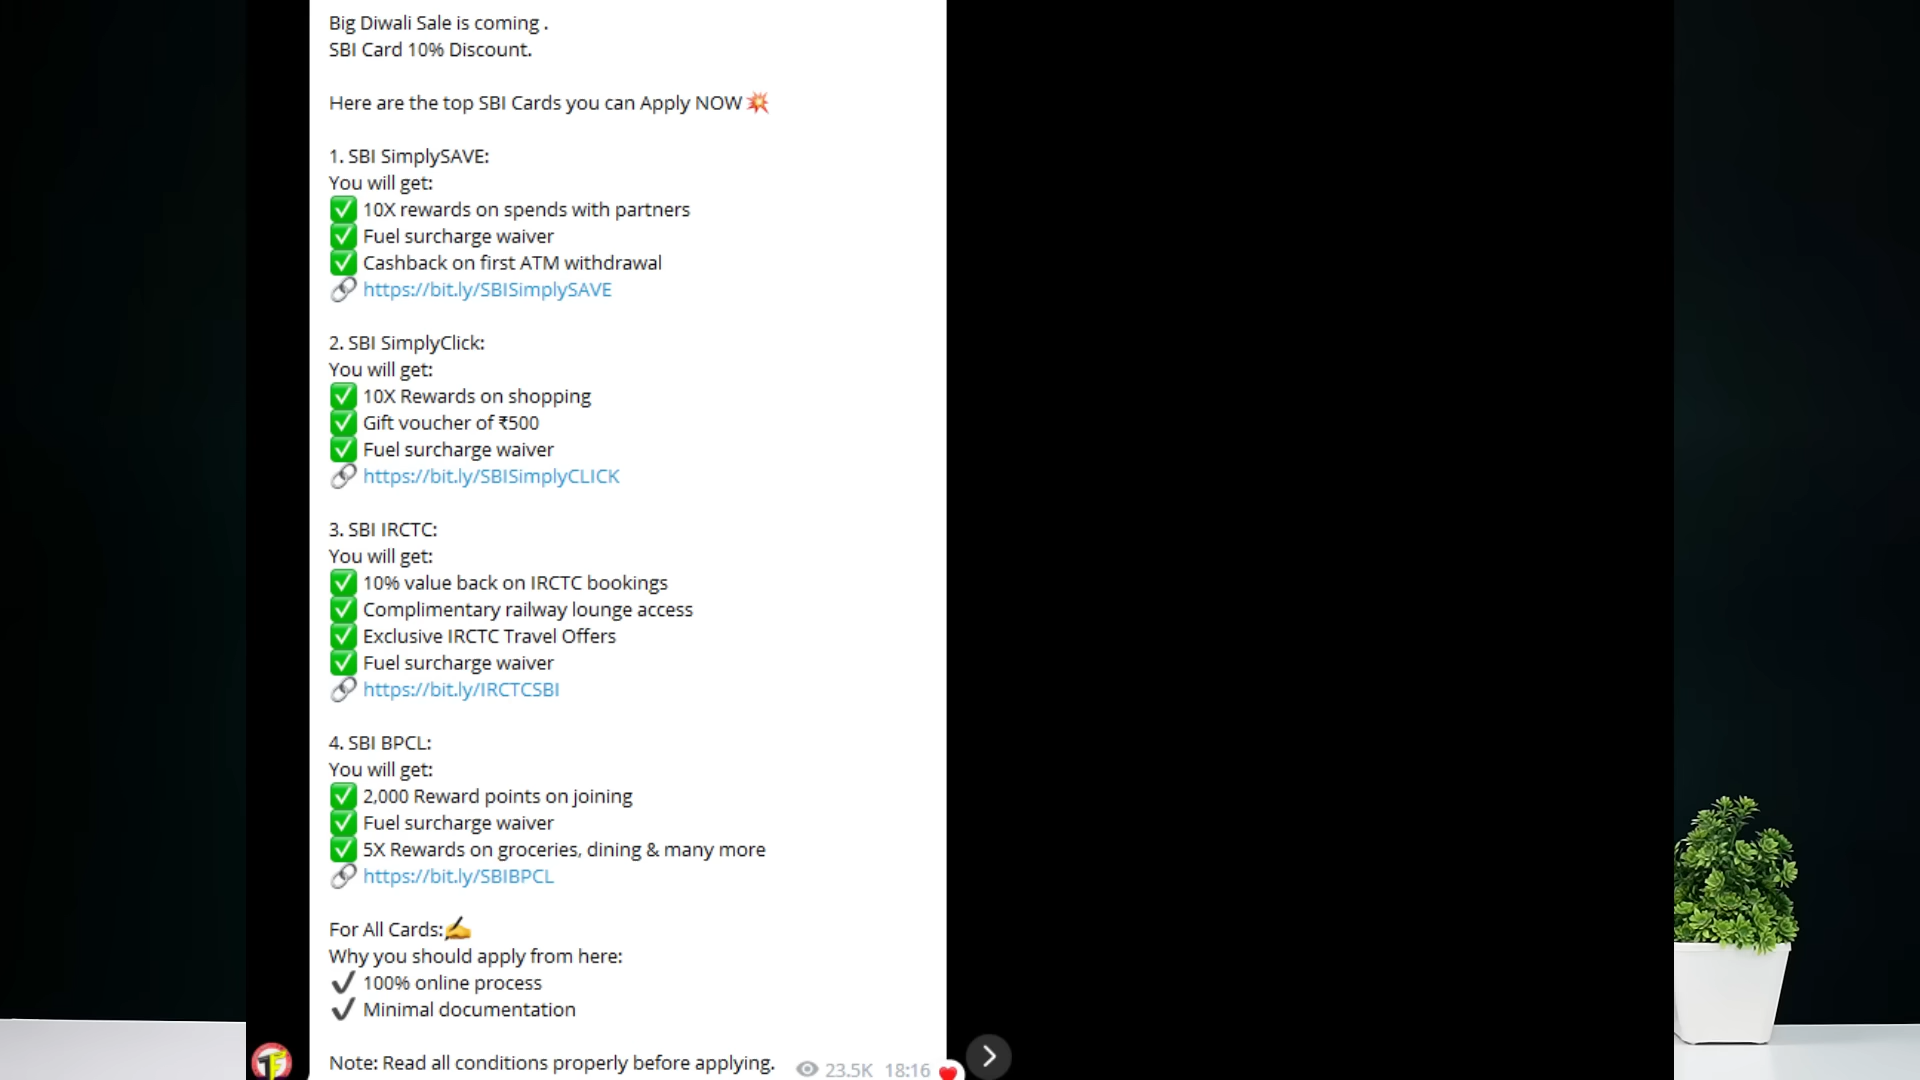 Big Diwali Sale is coming .
SBI Card 10% Discount.
Here are the top SBI Cards you can Apply NOW💥
1. SBI SimplySAVE:
You will get:
✅ 10X rewards on spends with partners
✅ Fuel surcharge waiver
✅ Cashback on first ATM withdrawal
🔗 https://bit.ly/SBISimplySAVE
2. SBI SimplyClick:
You will get:
✅ 10X Rewards on shopping
✅ Gift voucher of ₹500
✅ Fuel surcharge waiver
🔗 https://bit.ly/SBISimplyCLICK
3. SBI IRCTC:
You will get:
✅ 10% value back on IRCTC bookings
✅ Complimentary railway lounge access
✅ Exclusive IRCTC Travel Offers
✅ Fuel surcharge waiver
🔗 https://bit.ly/IRCTCSBI
4. SBI BPCL:
You will get:
✅ 2,000 Reward points on joining
✅ Fuel surcharge waiver
✅ 5X Rewards on groceries, dining & many more
🔗 https://bit.ly/SBIBPCL
For All Cards:✍️
Why you should apply from here:
✔️ 100% online process
✔️ Minimal documentation
Note: Read all conditions properly before applying. 23.5K 18:16